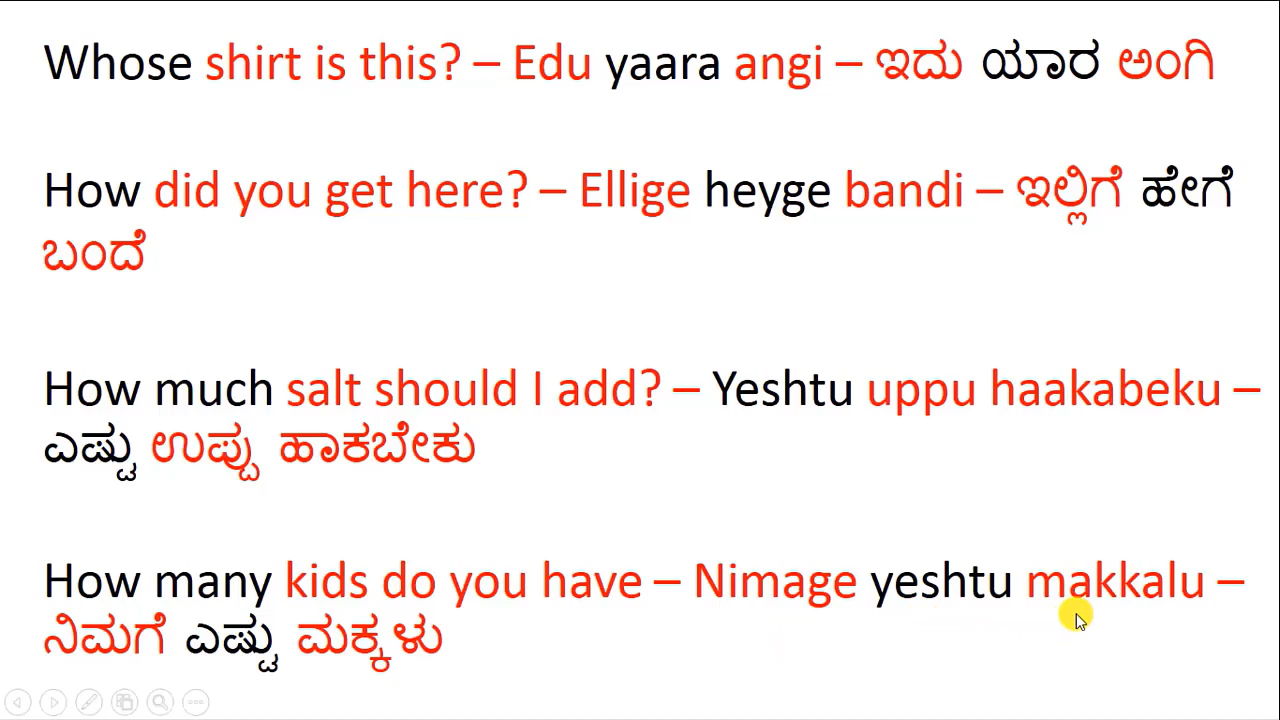 Whose shirt is this? – Edu yaara angi – ಇದು ಯಾರ ಅಂಗಿ
How did you get here? – Ellige heyge bandi – ಇಲ್ಲಿಗೆ ಹೇಗೆ
ಬಂದೆ
How much salt should I add? – Yeshtu uppu haakabeku –
ಎಷ್ಟು ಉಪ್ಪು ಹಾಕಬೇಕು
How many kids do you have – Nimage yeshtu makkalu –
ನಿಮಗೆ ಎಷ್ಟು ಮಕ್ಕಳು